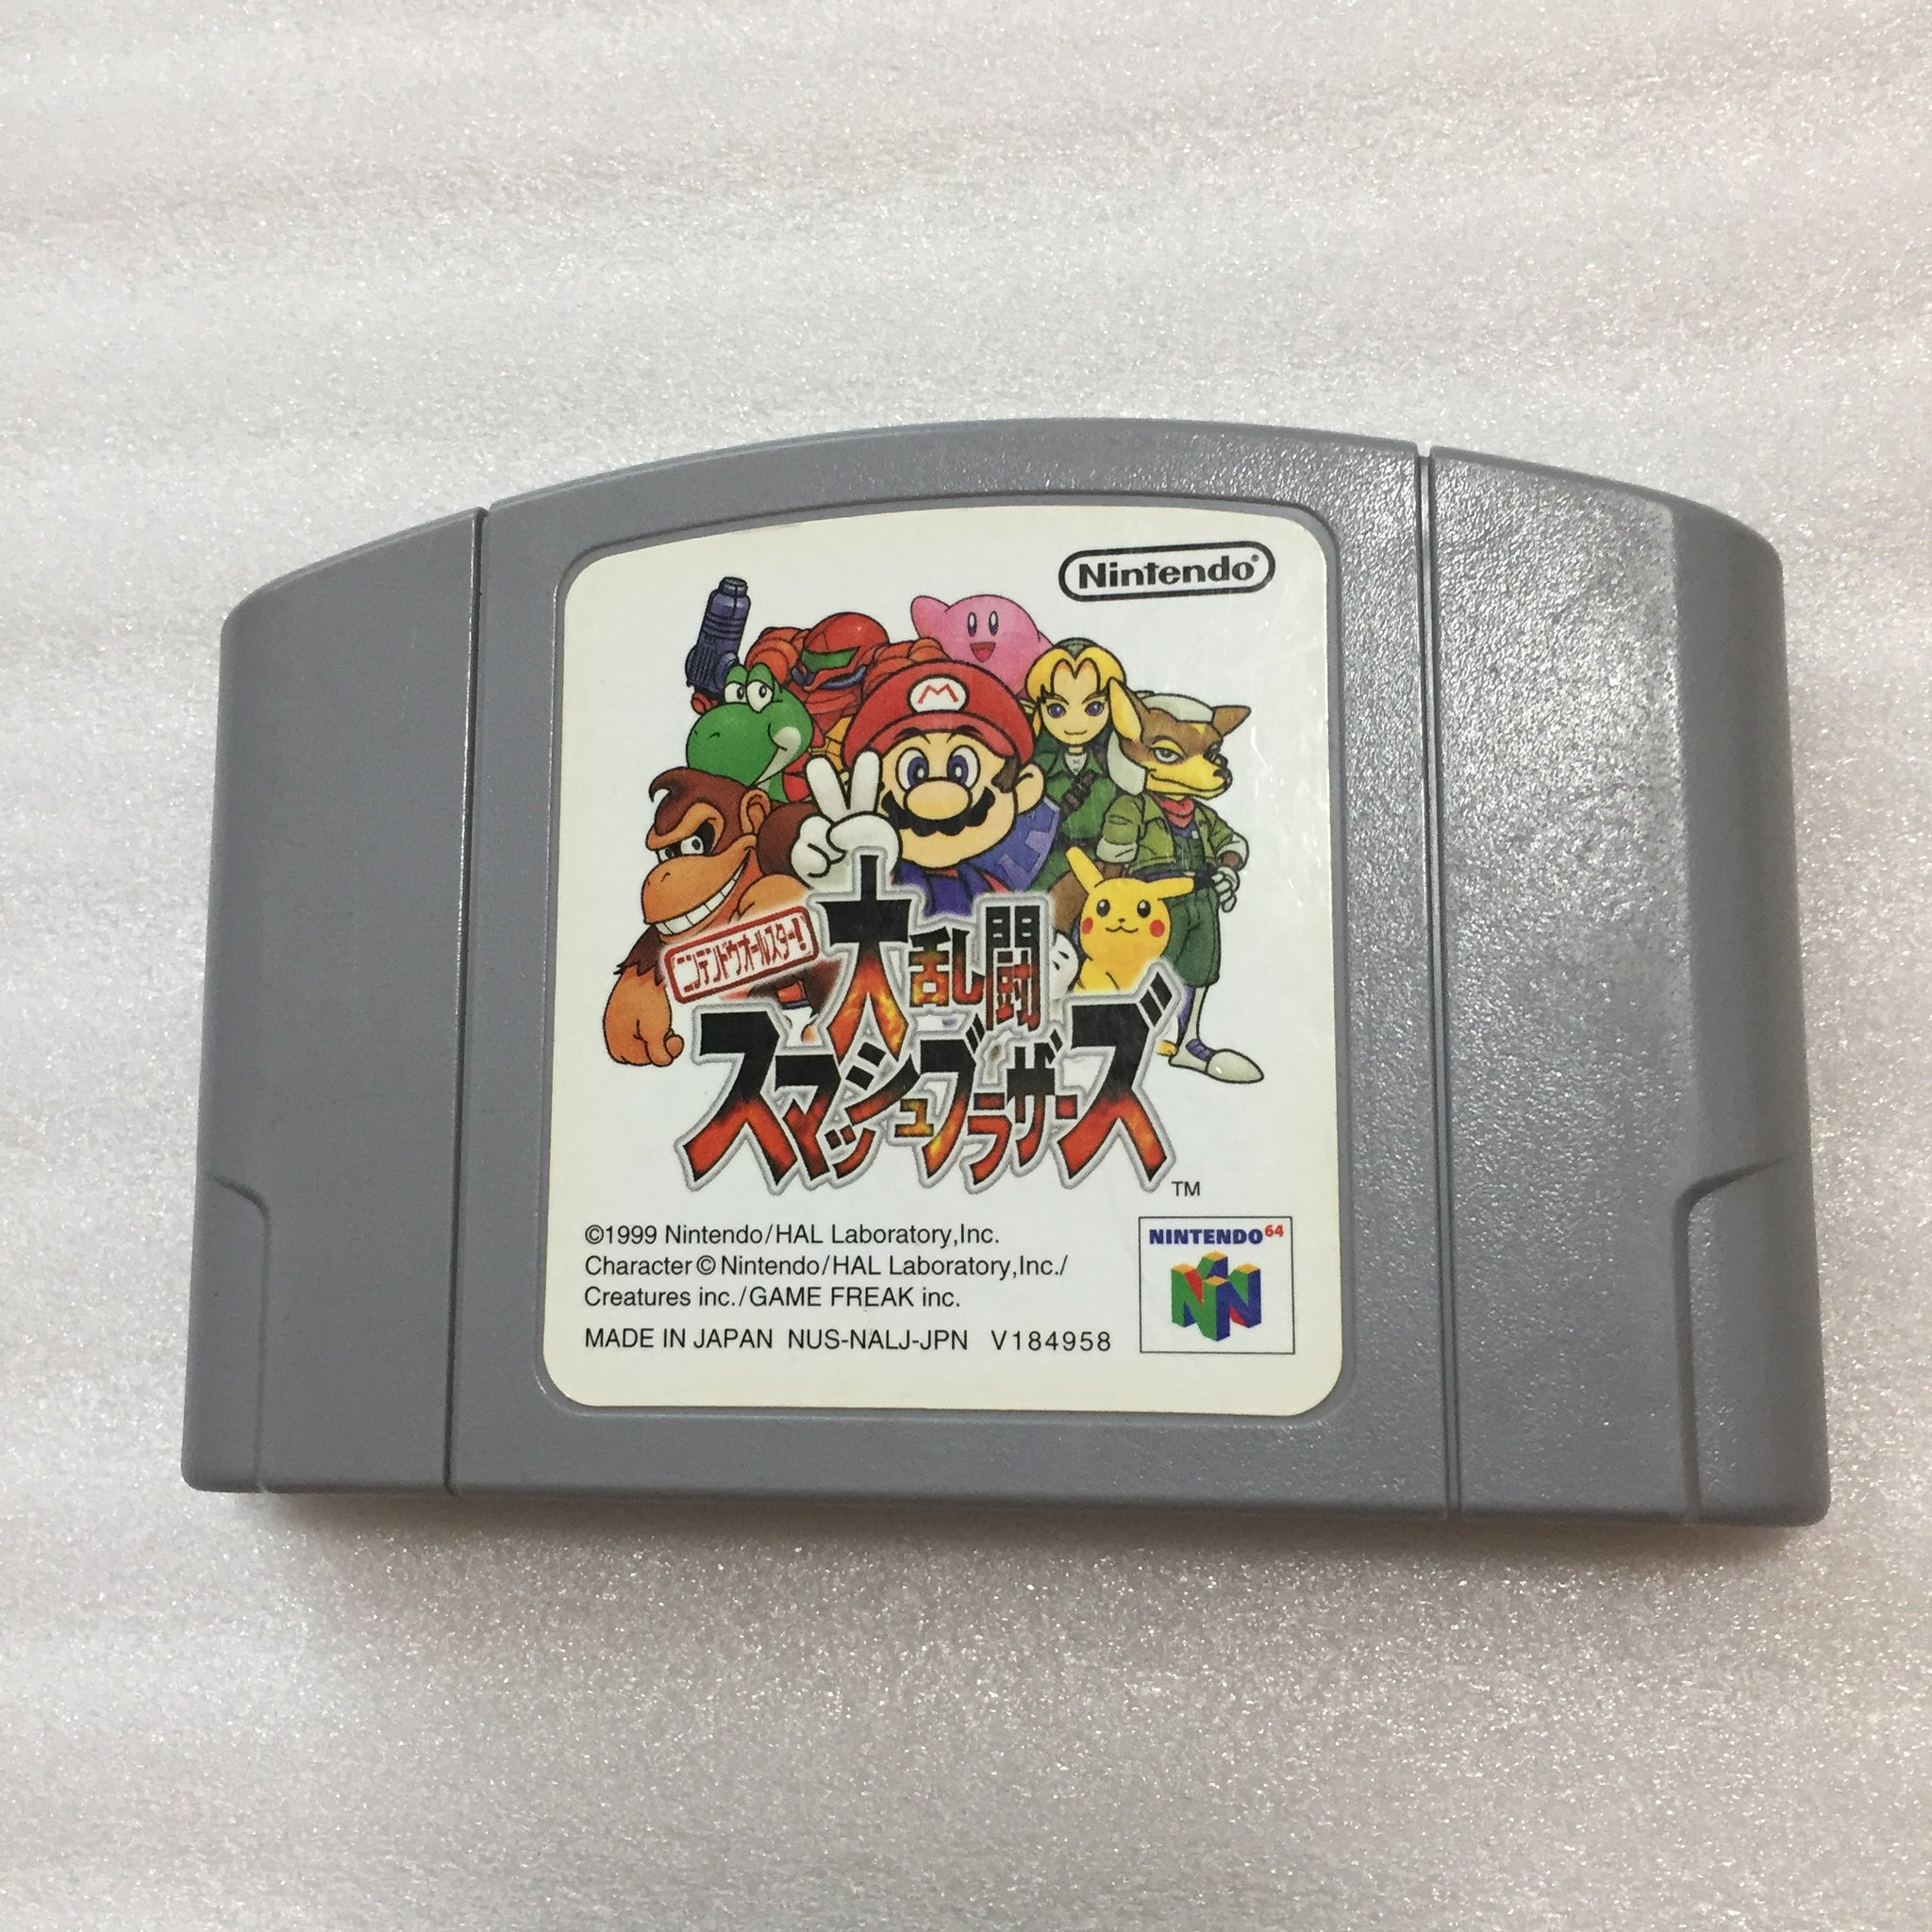 Nintendo®
M
ニンテンドウオールスター!
大乱闘
スマッシュブラザーズ
TM
©1999 Nintendo/HAL Laboratory,Inc.
Character©Nintendo/HAL Laboratory,Inc./
Creatures inc./GAME FREAK inc.
MADE IN JAPAN NUS-NALJ-JPN V184958
NINTENDO64